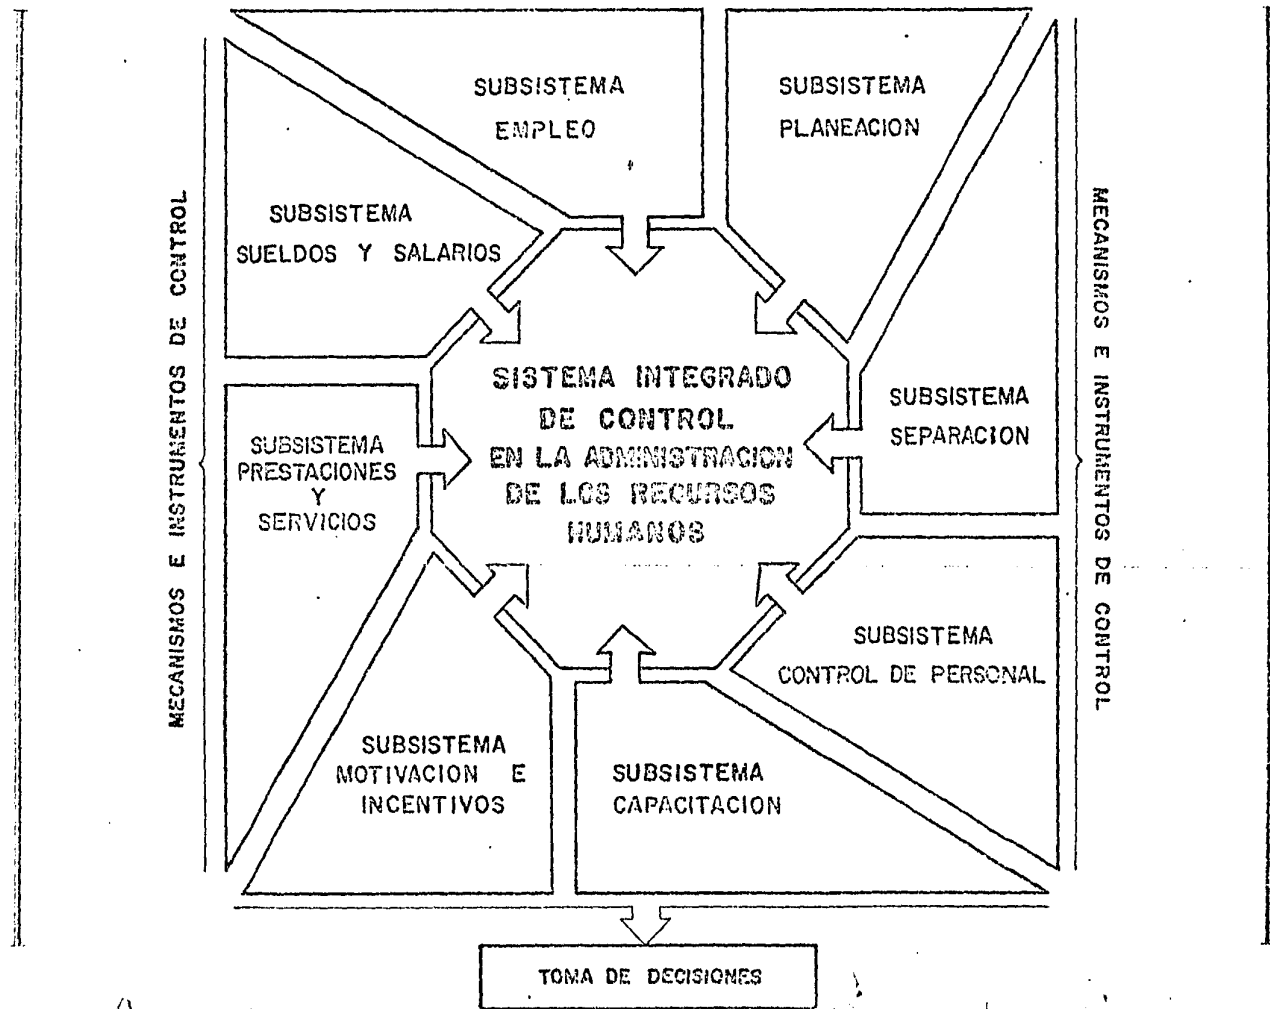 SUBSISTEMA
EMPLEO
SUBSISTEMA
PLANEACION
SUBSISTEMA
SUELDOS Y SALARIOS
MECANISMOS E INSTRUMENTOS DE CONTROL
MECANISMOS E INSTRUMENTOS DE CONTROL
SISTEMA INTEGRADO
DE CONTROL
EN LA ADMINISTRACION
DE LOS RECURSOS
HUMANOS
SUBSISTEMA
SEPARACION
SUBSISTEMA
PRESTACIONES
Y
SERVICIOS
SUBSISTEMA
CONTROL DE PERSONAL
SUBSISTEMA
MOTIVACION E
INCENTIVOS
SUBSISTEMA
CAPACITACION
TOMA DE DECISIONES